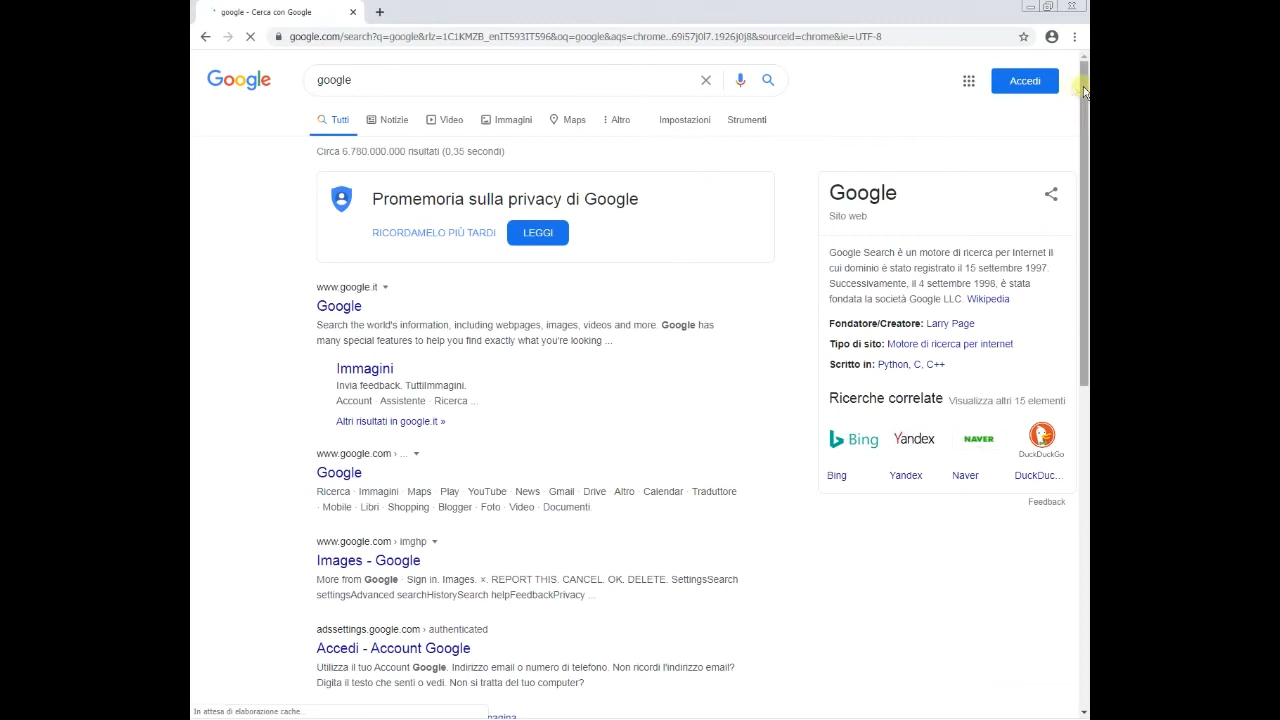 google - Cerca con Google
google.com/search?q=google&rlz=1C1KMZB_enIT593IT596&oq=google&aqs=chrome..69i57j0l7.1926j0j8&sourceid=chrome&ie=UTF-8
Google
google
Accedi
Tutti Notizie Video Immagini Maps Altro Impostazioni Strumenti
Circa 6.780.000.000 risultati (0,35 secondi)
Promemoria sulla privacy di Google
RICORDAMELO PIÙ TARDI LEGGI
www.google.it
Google
Search the world's information, including webpages, images, videos and more. Google has
many special features to help you find exactly what you're looking ...
Immagini
Invia feedback. TuttiImmagini.
Account · Assistente · Ricerca ...
Altri risultati in google.it »
www.google.com › ...
Google
Ricerca · Immagini · Maps · Play · YouTube · News · Gmail · Drive · Altro · Calendar · Traduttore
· Mobile · Libri · Shopping · Blogger · Foto · Video · Documenti.
www.google.com › imghp
Images - Google
More from Google · Sign in. Images. ×. REPORT THIS. CANCEL. OK. DELETE. SettingsSearch
settingsAdvanced searchHistorySearch helpFeedbackPrivacy ...
adssettings.google.com › authenticated
Accedi - Account Google
Utilizza il tuo Account Google. Indirizzo email o numero di telefono. Non ricordi l'indirizzo email?
Digita il testo che senti o vedi. Non si tratta del tuo computer?
Google
Sito web
Google Search è un motore di ricerca per Internet il
cui dominio è stato registrato il 15 settembre 1997.
Successivamente, il 4 settembre 1998, è stata
fondata la società Google LLC. Wikipedia
Fondatore/Creatore: Larry Page
Tipo di sito: Motore di ricerca per internet
Scritto in: Python, C, C++
Ricerche correlate Visualizza altri 15 elementi
Bing Yandex NAVER DuckDuckGo
Bing Yandex Naver DuckDuc...
Feedback
In attesa di elaborazione cache...